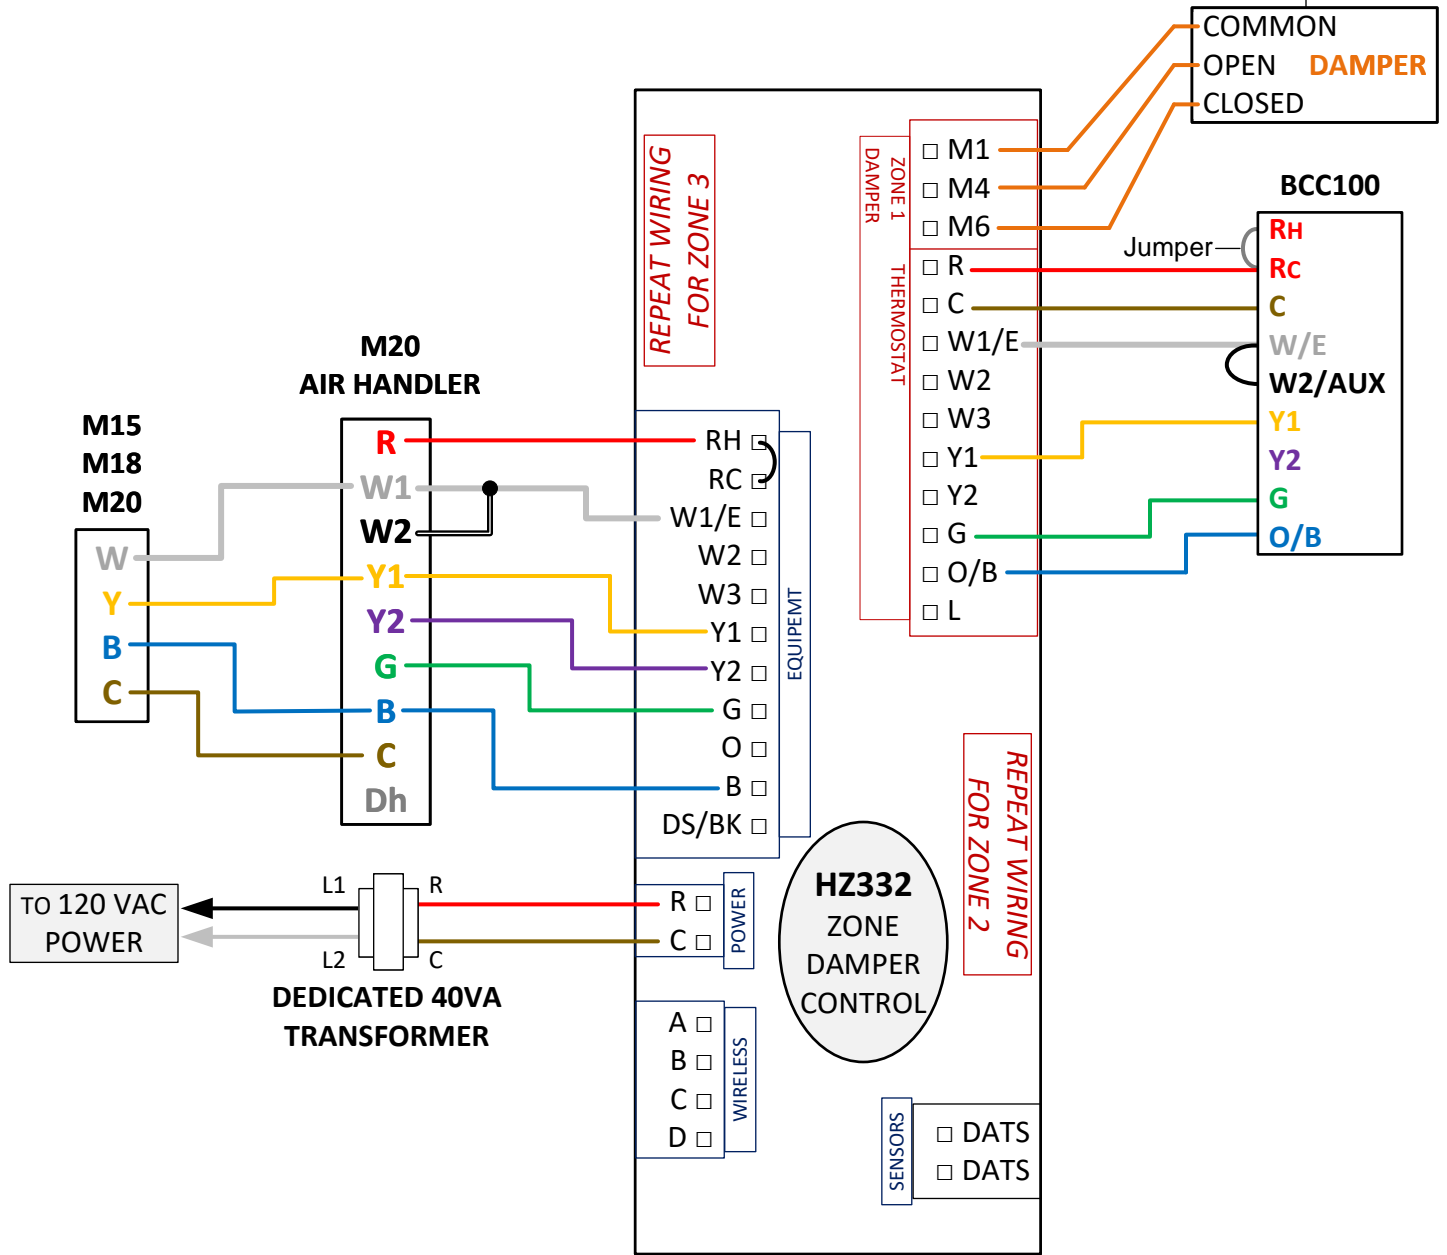 COMMON
OPEN DAMPER
CLOSED
REPEAT WIRING
FOR ZONE 3
ZONE 1
DAMPER
M1
M4
M6
THERMOSTAT
R
C
W1/E
W2
W3
Y1
Y2
G
O/B
L
BCC100
Jumper
RH
RC
C
W/E
W2/AUX
Y1
Y2
G
O/B
M20
AIR HANDLER
R
W1
W2
Y1
Y2
G
B
C
Dh
M15
M18
M20
W
Y
B
C
RH
RC
W1/E
W2
W3
Y1
Y2
G
O
B
DS/BK
EQUIPEMT
REPEAT WIRING
FOR ZONE 2
HZ332
ZONE
DAMPER
CONTROL
TO 120 VAC
POWER
L1
R
L2
C
DEDICATED 40VA
TRANSFORMER
R
C
POWER
A
B
C
D
WIRELESS
SENSORS
DATS
DATS